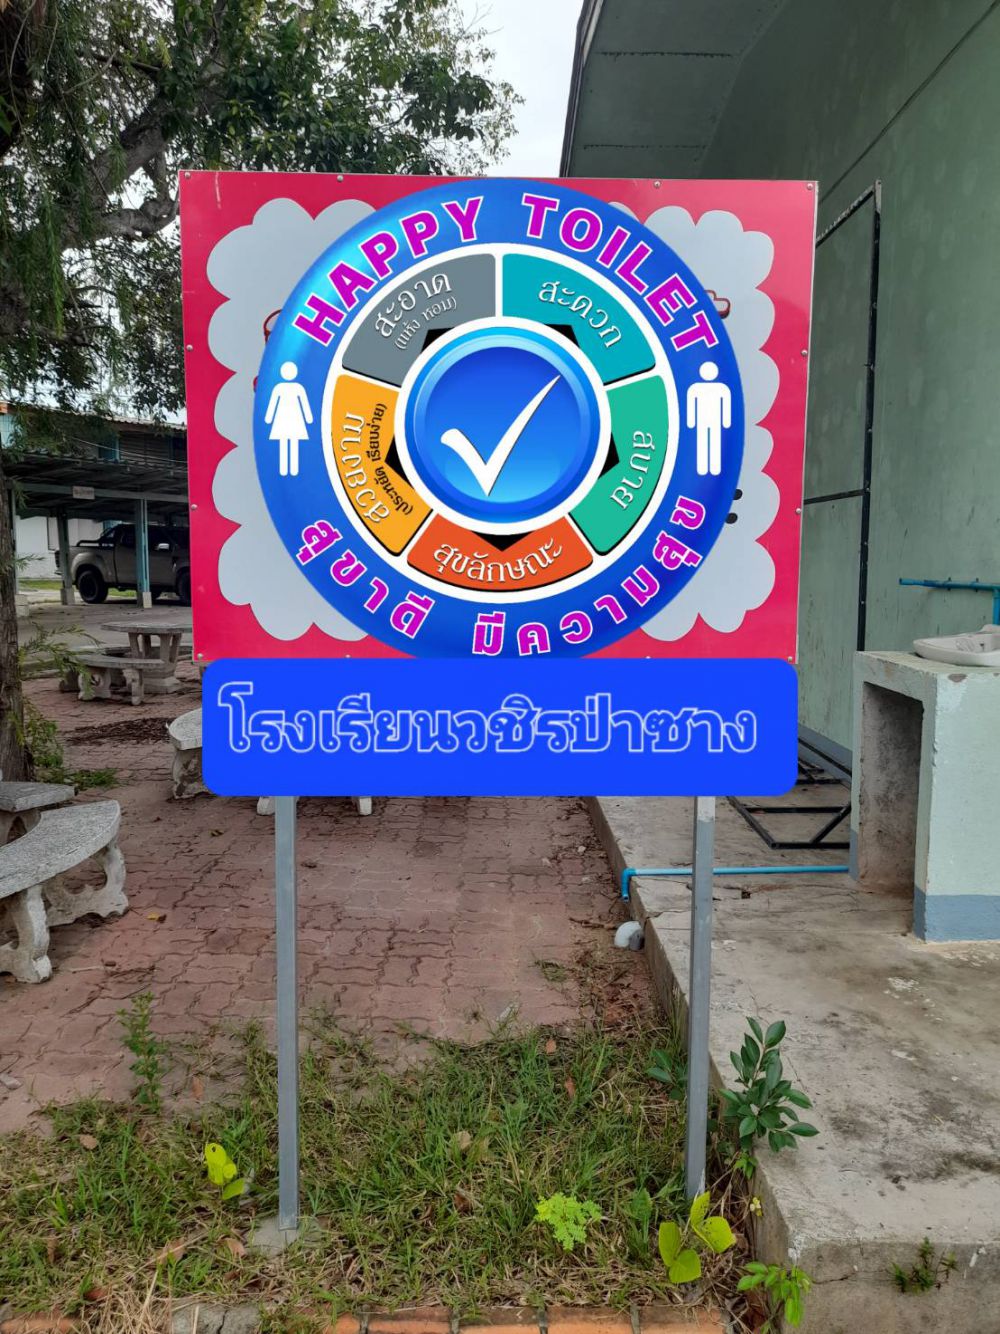 HAPPY TOILET
สะอาด
(แห้ง หอม)
สะดวก
สบาย
สุขลักษณะ
สวยงาม
(ประหยัด เรียบง่าย)
สุขาดี มีความสุข
โรงเรียนวชิรป่าซาง